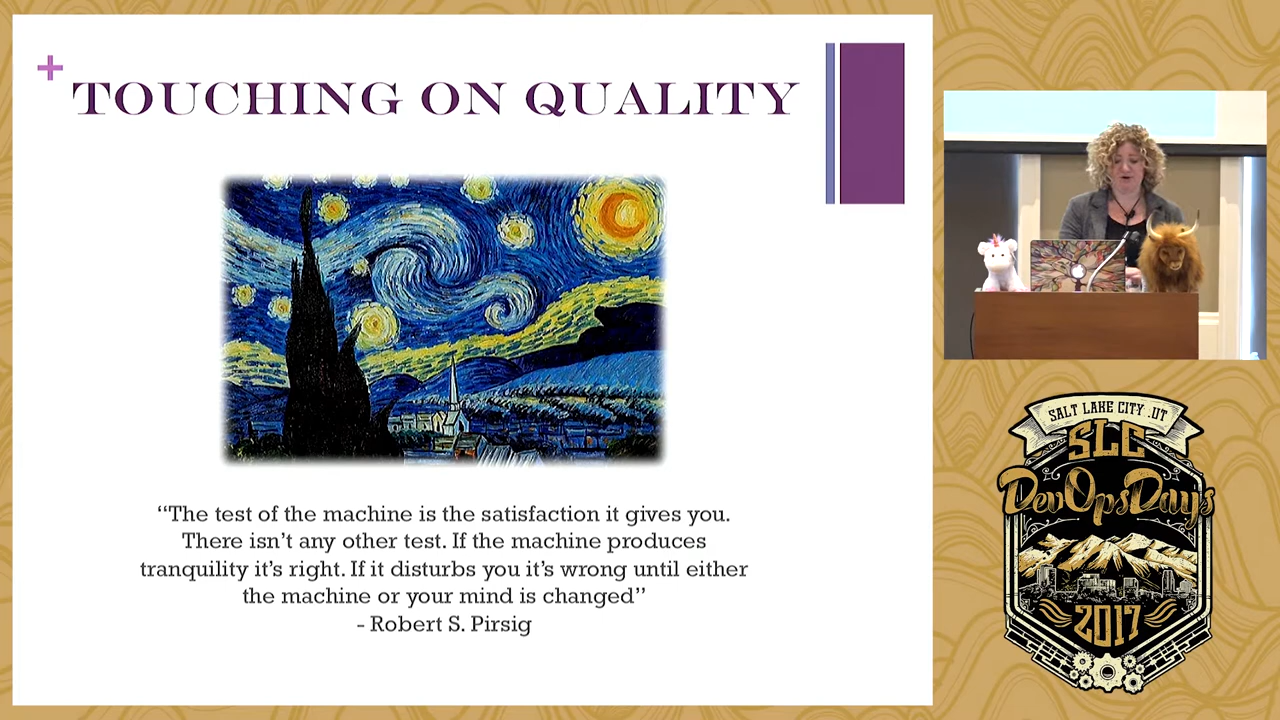 +
TOUCHING ON QUALITY
“The test of the machine is the satisfaction it gives you.
There isn’t any other test. If the machine produces
tranquility it’s right. If it disturbs you it’s wrong until either
the machine or your mind is changed”
- Robert S. Pirsig
SALT LAKE CITY .UT
SLC
DevOpsDays
2017